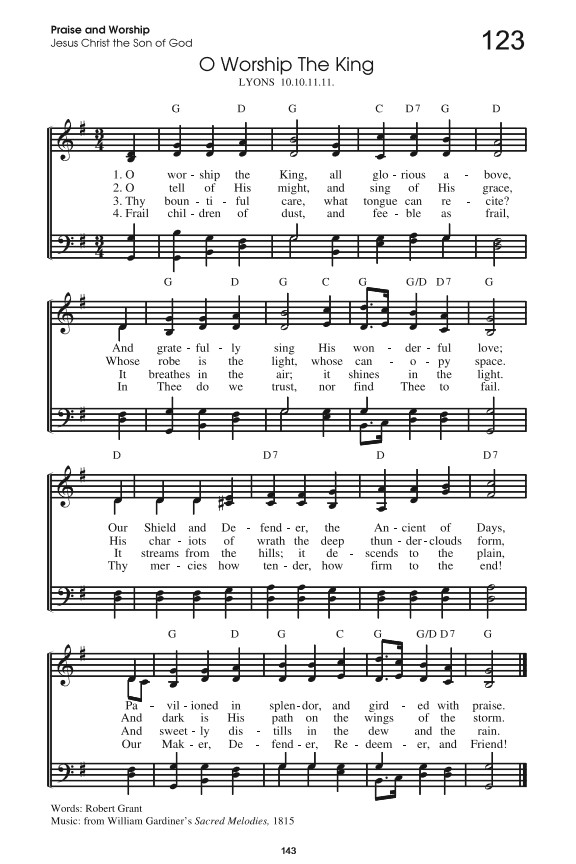 Praise and Worship
Jesus Christ the Son of God
123
O Worship The King
LYONS 10.10.11.11.
G D G C D7 G D
1. O wor - ship the King, all glo - rious a - bove,
2. O tell of His might, and sing of His grace,
3. Thy boun - ti - ful care, what tongue can re - cite?
4. Frail chil - dren of dust, and fee - ble as frail,
G D G C G G/D D7 G
And grate - ful - ly sing His won - der - ful love;
Whose robe is the light, whose can - o - py space.
It breathes in the air; it shines in the light.
In Thee do we trust, nor find Thee to fail.
D D7 D D7
Our Shield and De - fend - er, the An - cient of Days,
His char - iots of wrath the deep thun - der - clouds form,
It streams from the hills; it de - scends to the plain,
Thy mer - cies how ten - der, how firm to the end!
G D G C G G/D D7 G
Pa - vil - ioned in splen - dor, and gird - ed with praise.
And dark is His path on the wings of the storm.
And sweet - ly dis - tills in the dew and the rain.
Our Mak - er, De - fend - er, Re - deem - er, and Friend!
Words: Robert Grant
Music: from William Gardiner's Sacred Melodies, 1815
143